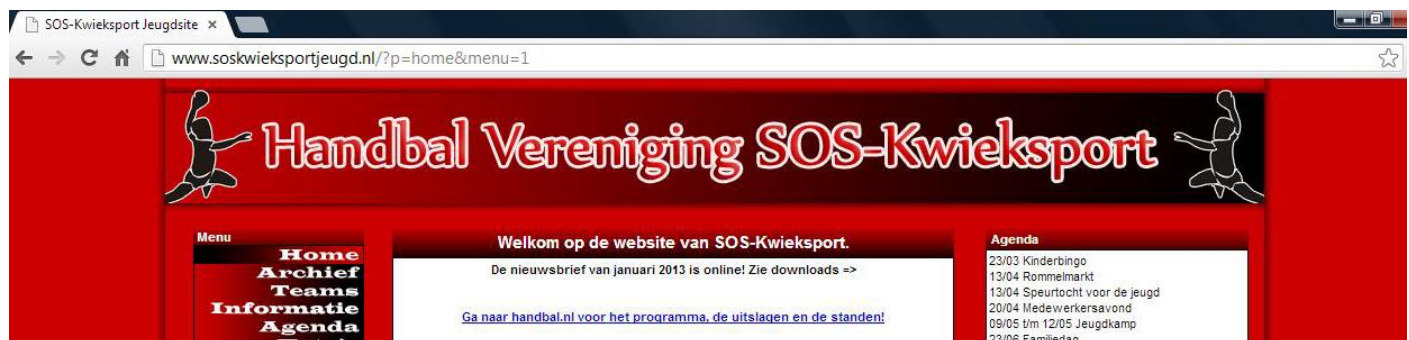 SOS-Kwieksport Jeugdsite
www.soskwieksportjeugd.nl/?p=home&menu=1
Handbal Vereniging SOS-Kwieksport
Menu
Home
Archief
Teams
Informatie
Agenda
Welkom op de website van SOS-Kwieksport.
De nieuwsbrief van januari 2013 is online! Zie downloads =>
Ga naar handbal.nl voor het programma, de uitslagen en de standen!
Agenda
23/03 Kinderbingo
13/04 Rommelmarkt
13/04 Speurtocht voor de jeugd
20/04 Medewerkersavond
09/05 t/m 12/05 Jeugdkamp
23/06 Familiedag